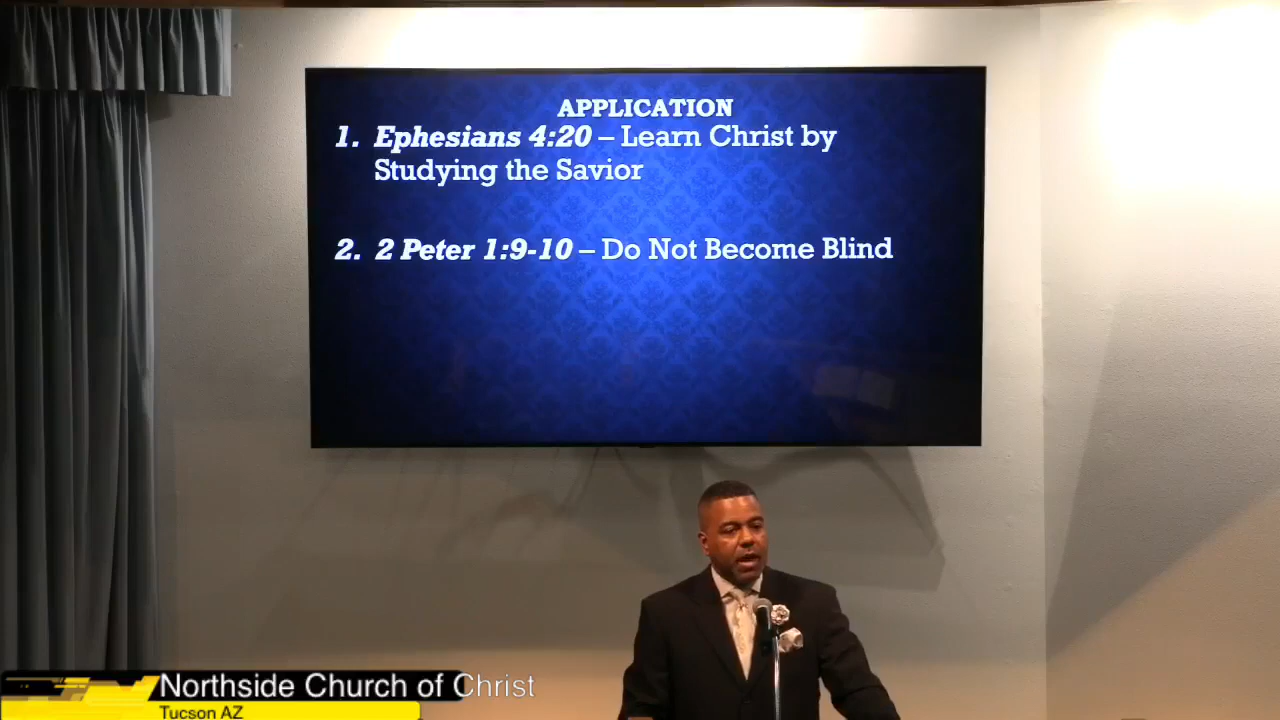 APPLICATION
1. Ephesians 4:20 – Learn Christ by
Studying the Savior
2. 2 Peter 1:9-10 – Do Not Become Blind
Northside Church of Christ
Tucson AZ